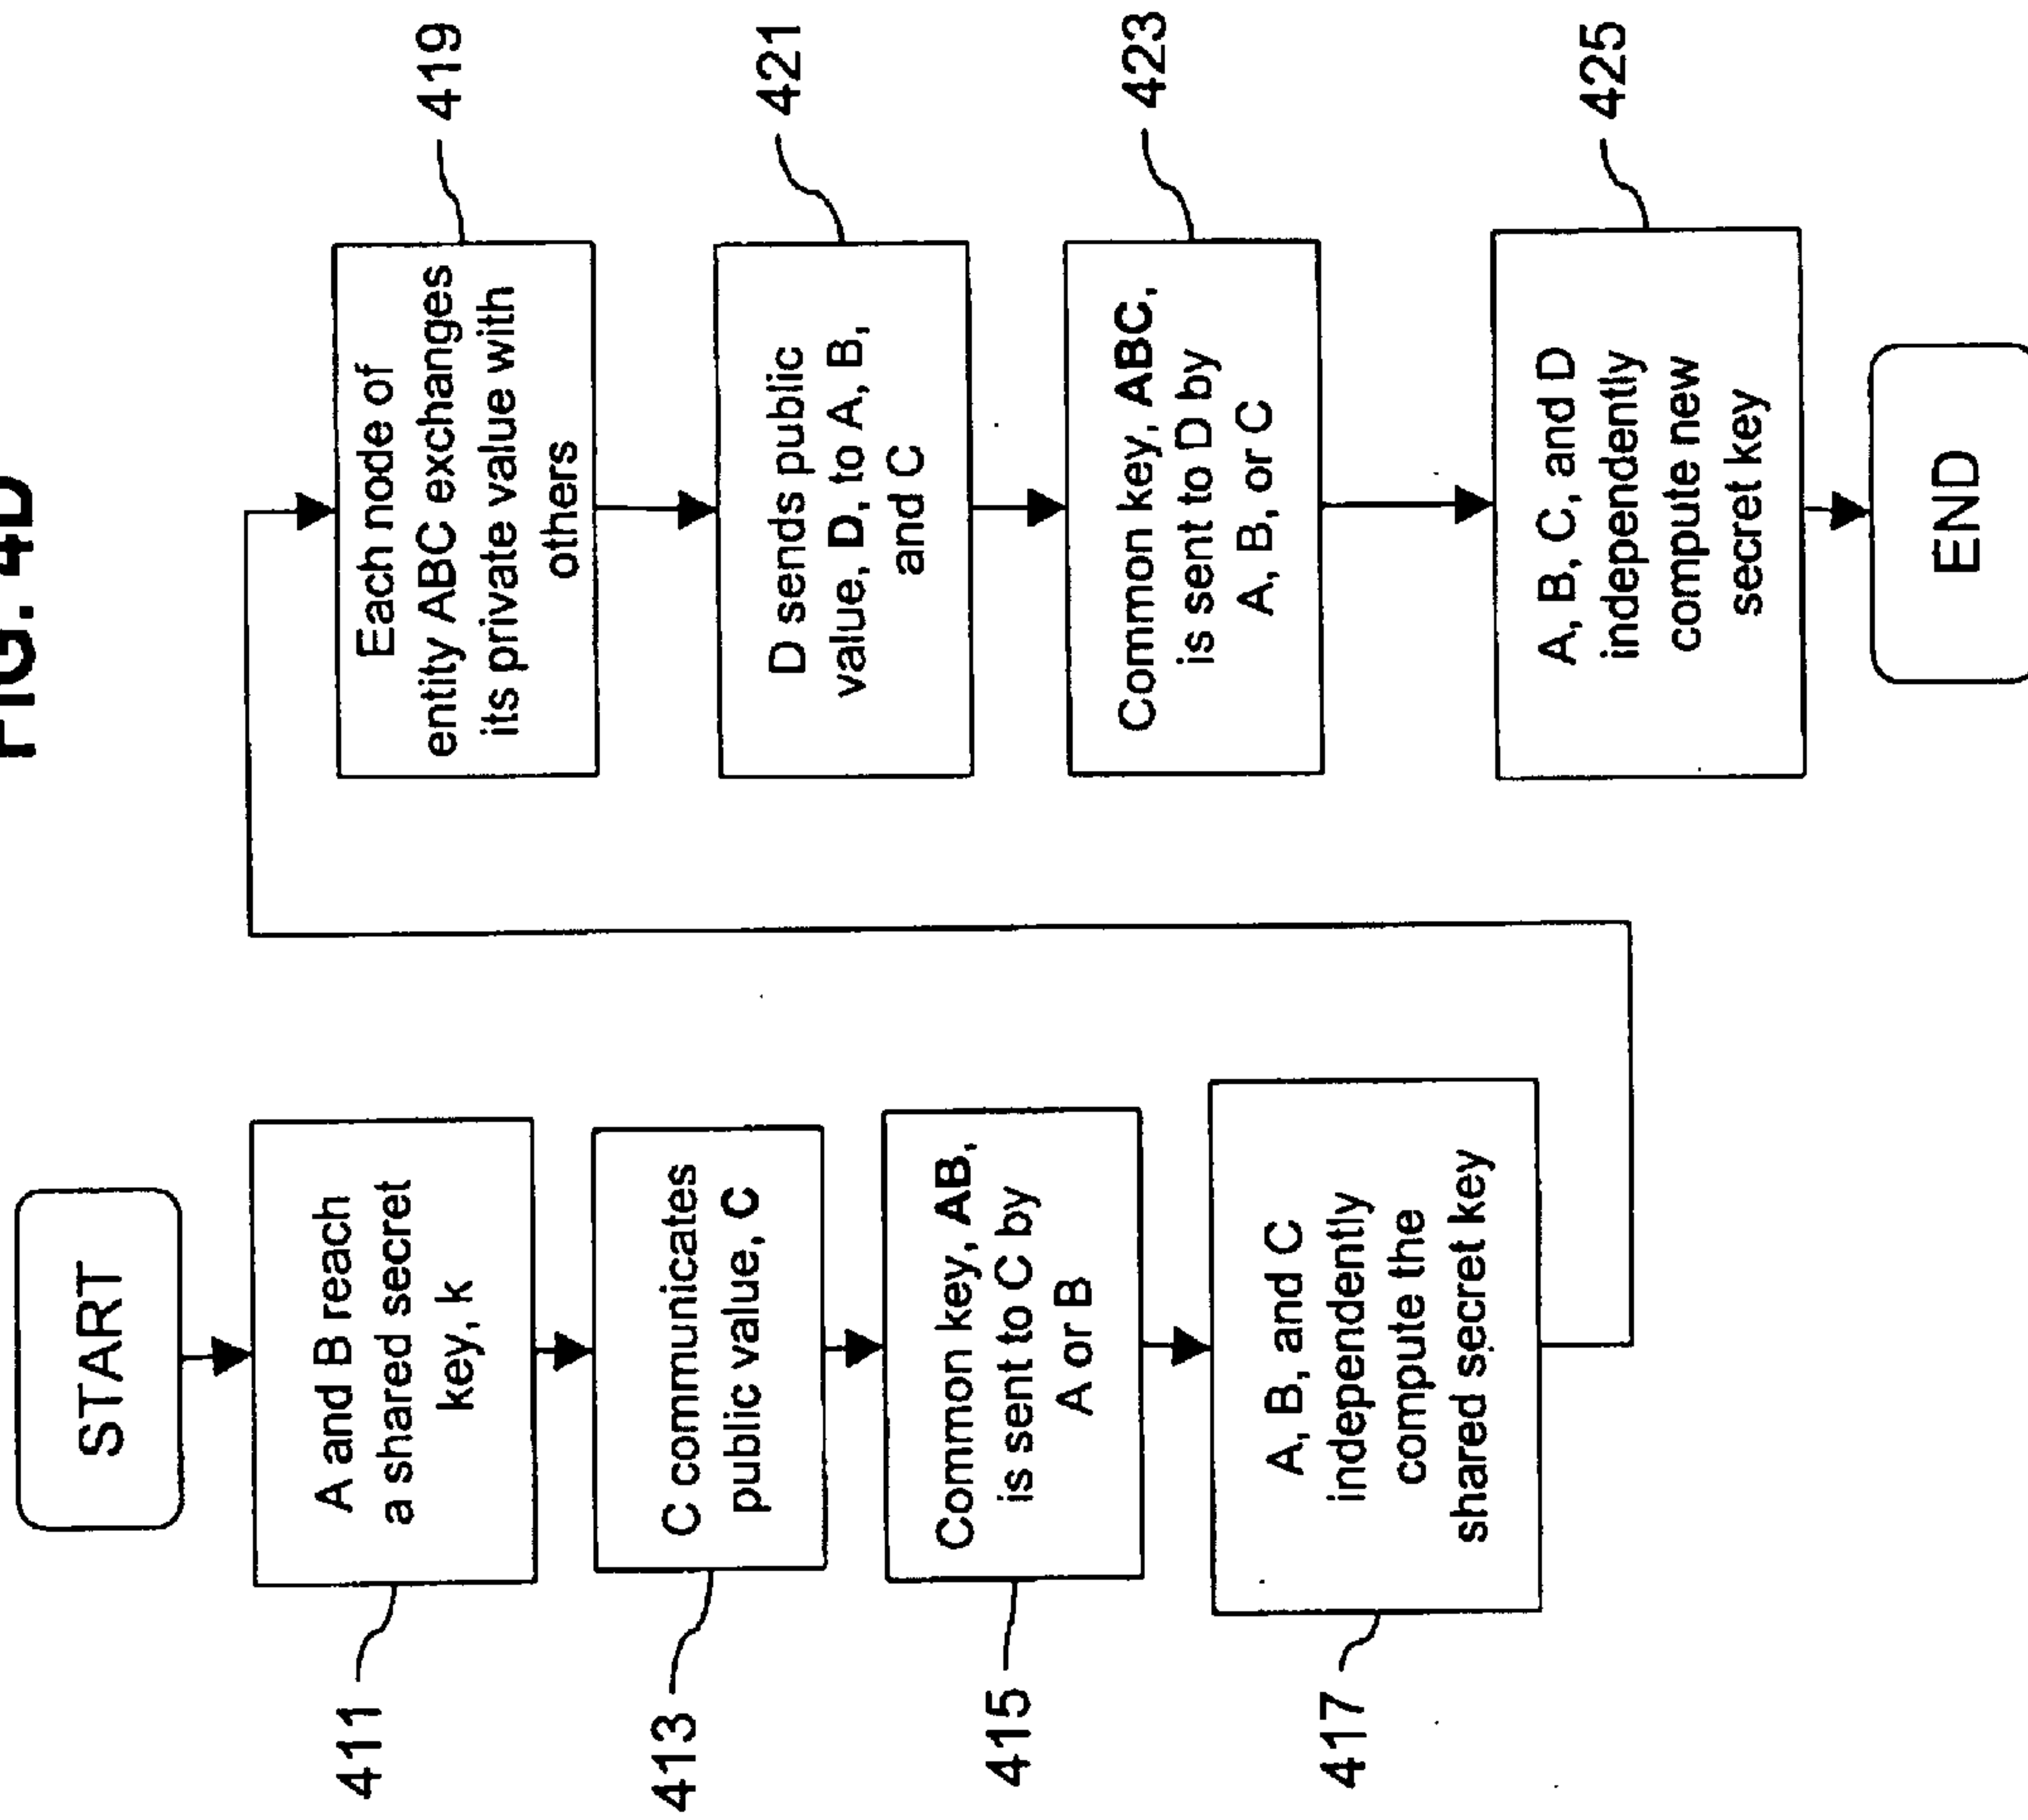 FIG. 4D
START
A and B reach
a shared secret
key, k
411
C communicates
public value, C
413
Common key, AB,
is sent to C by
A or B
415
A, B, and C
independently
compute the
shared secret key
417
Each node of
entity ABC exchanges
its private value with
others
419
D sends public
value, D, to A, B,
and C
421
Common key, ABC,
is sent to D by
A, B, or C
423
A, B, C, and D
independently
compute new
secret key
425
END